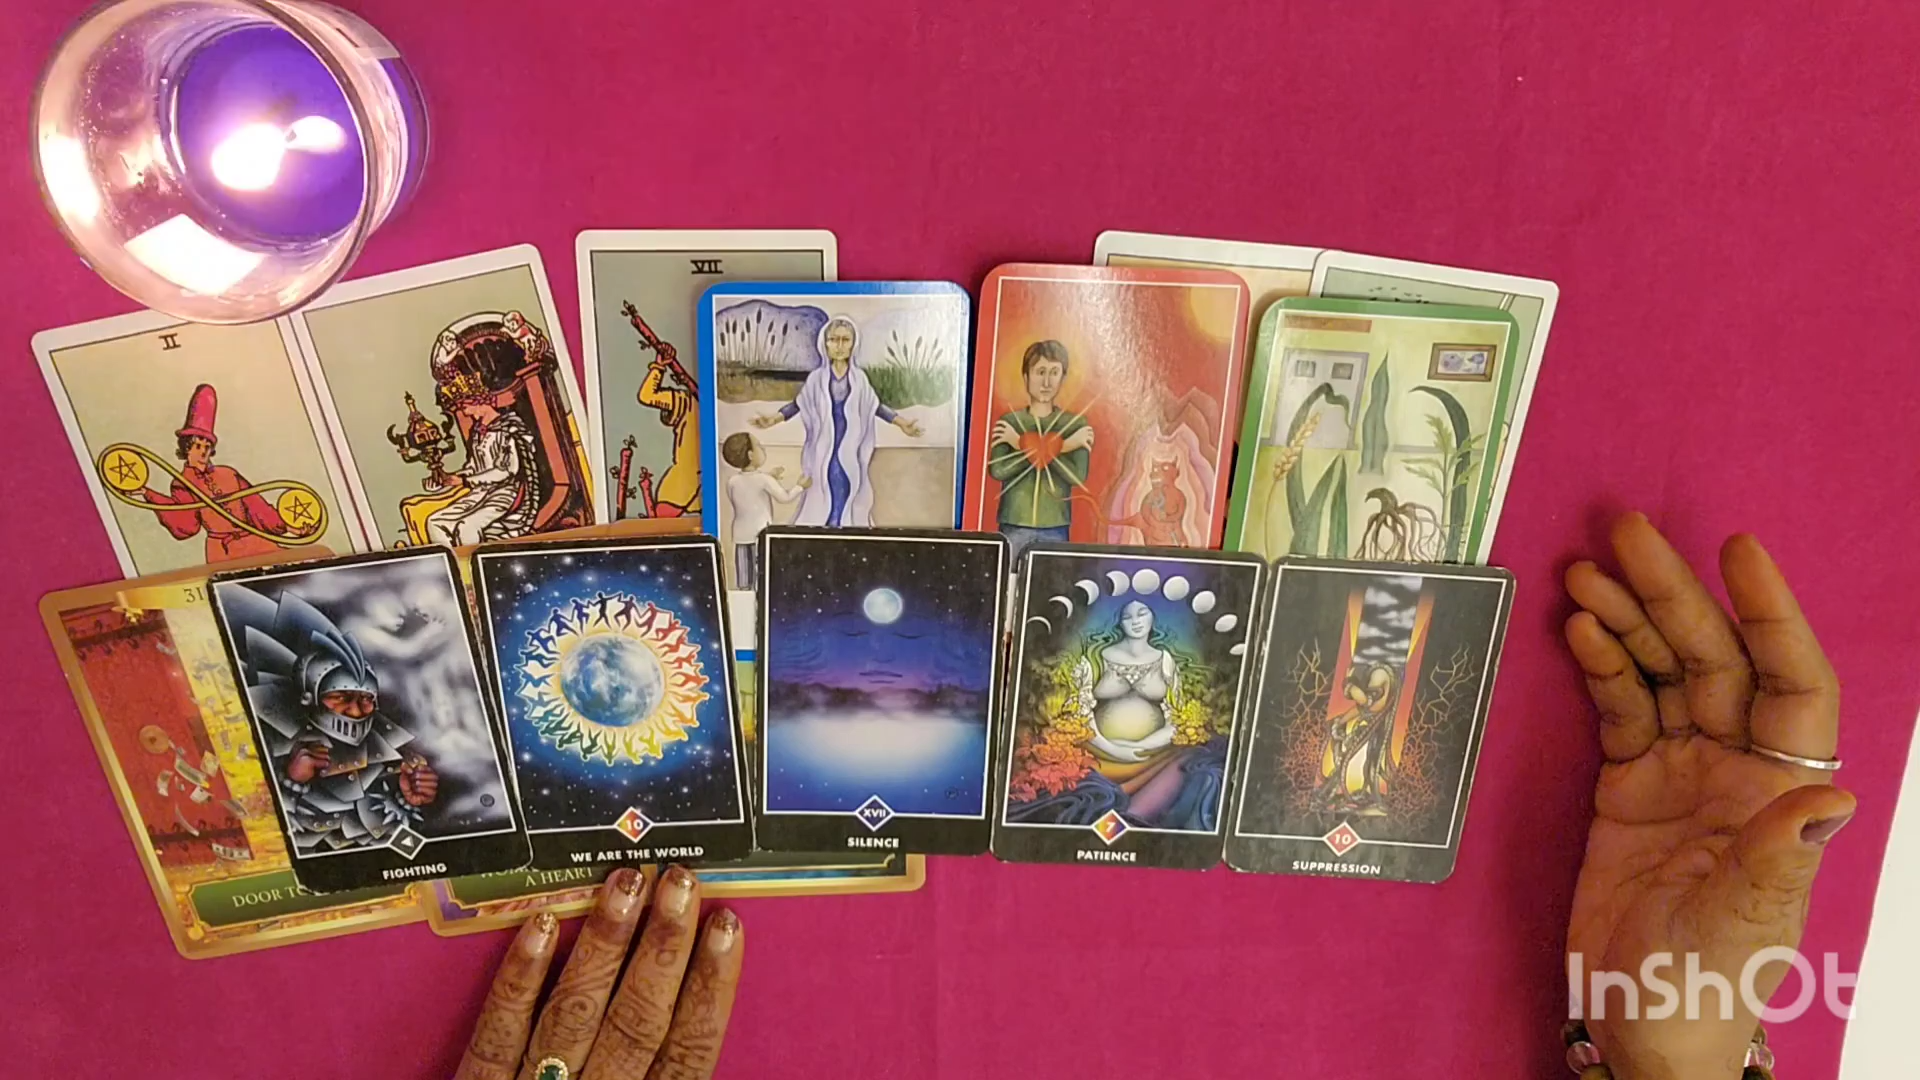 II
VII
31
DOOR TO
A HEART
FIGHTING
10
WE ARE THE WORLD
XVII
SILENCE
7
PATIENCE
10
SUPPRESSION
InShOt